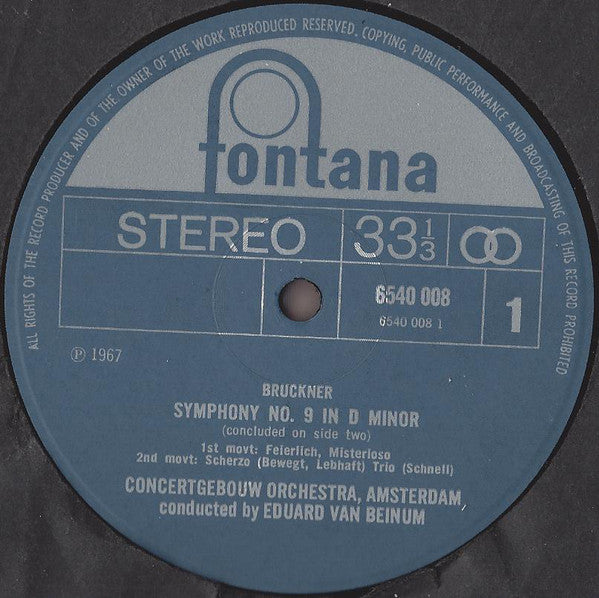 ALL RIGHTS OF THE RECORD PRODUCER AND OF THE OWNER OF THE WORK REPRODUCED RESERVED. COPYING, PUBLIC PERFORMANCE AND BROADCASTING OF THIS RECORD PROHIBITED
fontana
STEREO 33⅓
6540 008
6540 008 1
1
Ⓟ 1967
BRUCKNER
SYMPHONY NO. 9 IN D MINOR
(concluded on side two)
1st movt: Feierlich, Misterioso
2nd movt: Scherzo (Bewegt, Lebhaft) Trio (Schnell)
CONCERTGEBOUW ORCHESTRA, AMSTERDAM
conducted by EDUARD VAN BEINUM